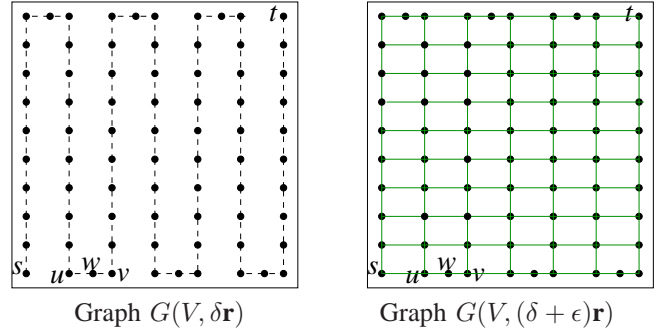 t
t
s
u
w
v
s
u
w
v
Graph G(V, δr)
Graph G(V, (δ + ϵ)r)